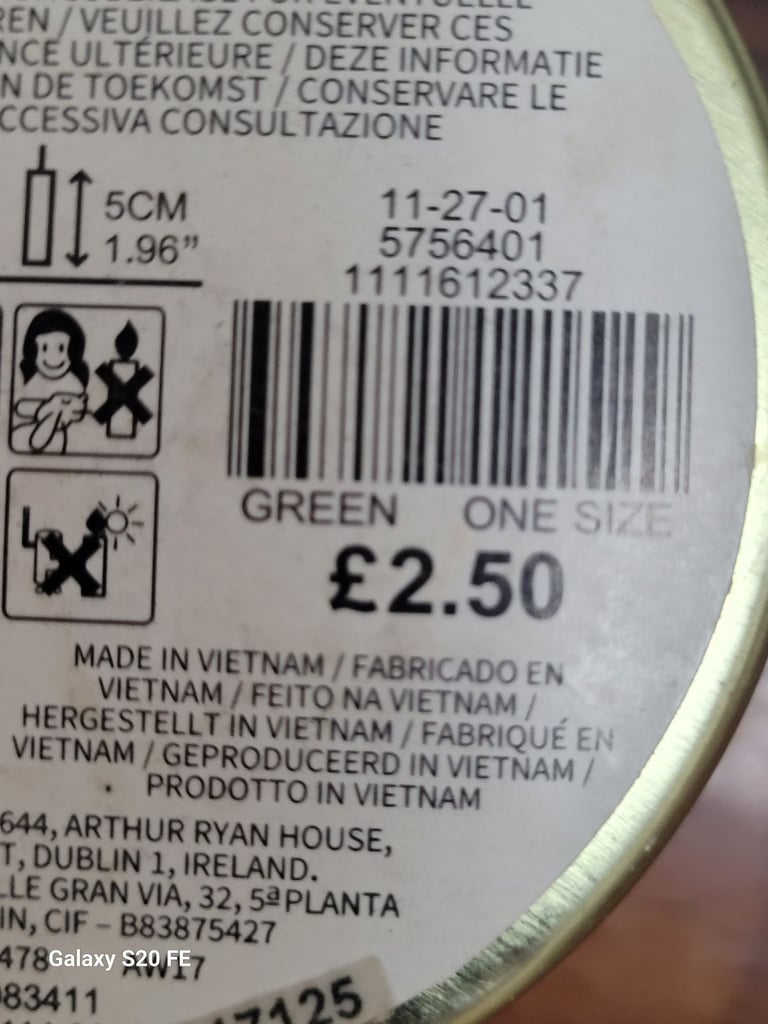 REN / VEUILLEZ CONSERVER CES
NCE ULTÉRIEURE / DEZE INFORMATIE
N DE TOEKOMST / CONSERVARE LE
CCESSIVA CONSULTAZIONE
5CM
1.96”
11-27-01
5756401
1111612337
GREEN ONE SIZE
£2.50
MADE IN VIETNAM / FABRICADO EN
VIETNAM / FEITO NA VIETNAM /
HERGESTELLT IN VIETNAM / FABRIQUÉ EN
VIETNAM / GEPRODUCEERD IN VIETNAM /
PRODOTTO IN VIETNAM
644, ARTHUR RYAN HOUSE,
T, DUBLIN 1, IRELAND.
LLE GRAN VIA, 32, 5ª PLANTA
IN, CIF – B83875427
478 AW17
Galaxy S20 FE
083411
7125